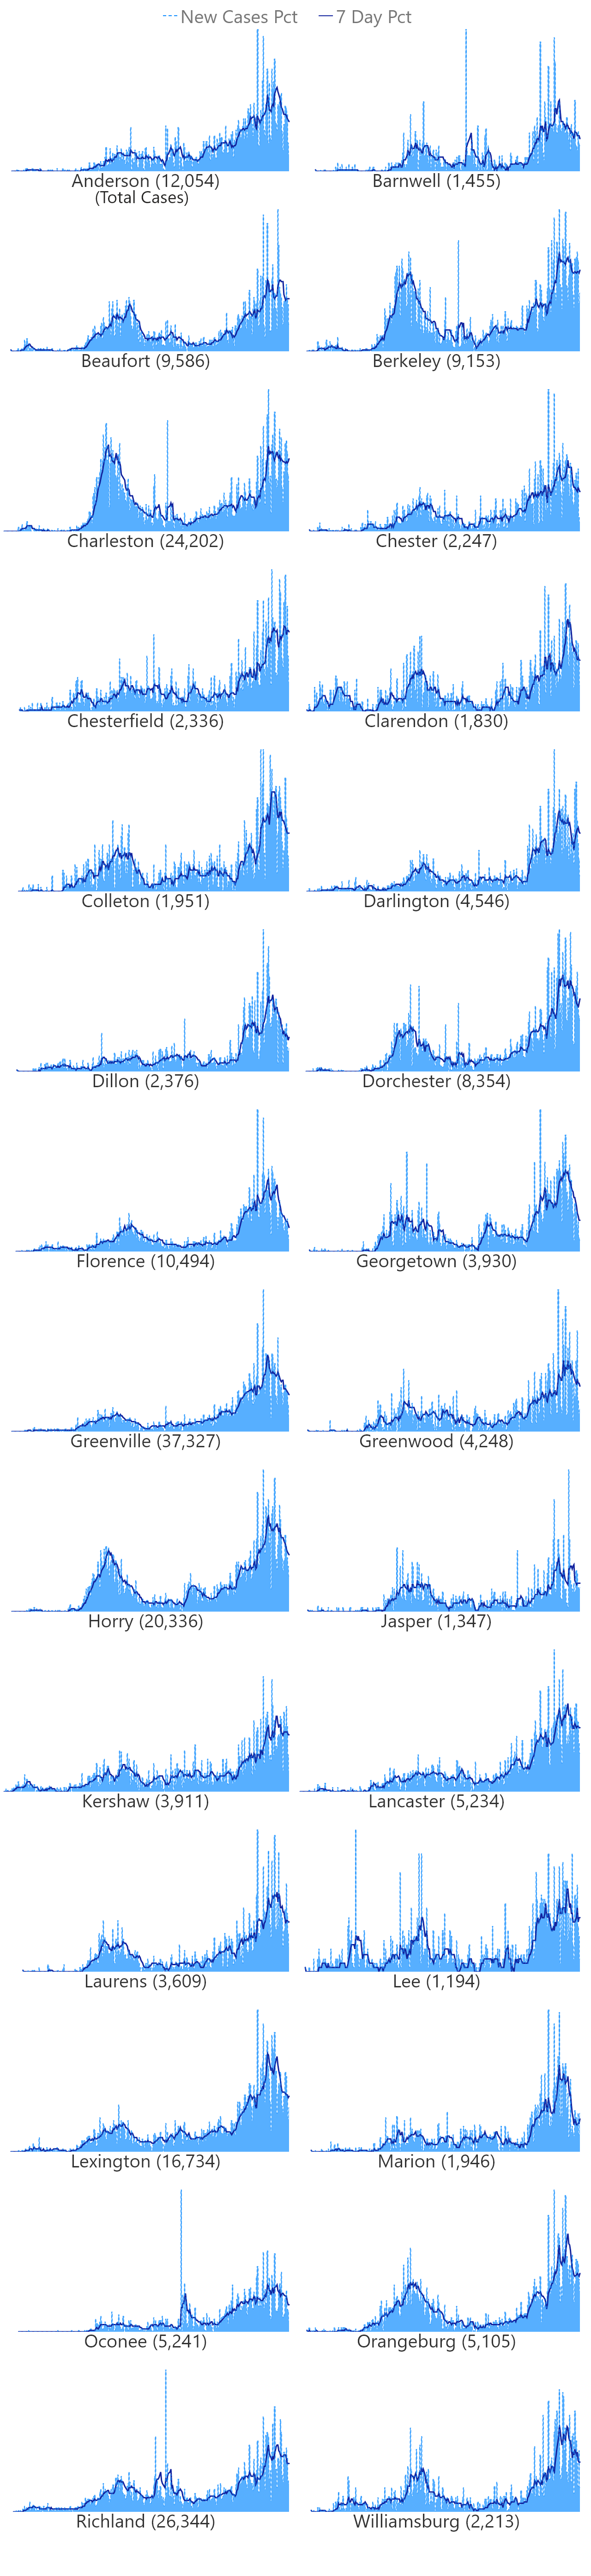 New Cases Pct 7 Day Pct
Anderson (12,054) Barnwell (1,455)
(Total Cases)
Beaufort (9,586) Berkeley (9,153)
Charleston (24,202) Chester (2,247)
Chesterfield (2,336) Clarendon (1,830)
Colleton (1,951) Darlington (4,546)
Dillon (2,376) Dorchester (8,354)
Florence (10,494) Georgetown (3,930)
Greenville (37,327) Greenwood (4,248)
Horry (20,336) Jasper (1,347)
Kershaw (3,911) Lancaster (5,234)
Laurens (3,609) Lee (1,194)
Lexington (16,734) Marion (1,946)
Oconee (5,241) Orangeburg (5,105)
Richland (26,344) Williamsburg (2,213)